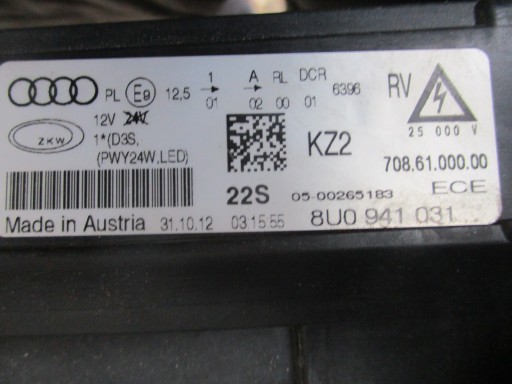 PL E9 12,5 1 A RL DCR 6396 RV
01 02 00 01
12V 24V
ZKW 1*(D3S,
(PWY24W,LED)
KZ2
25 000 V
708.61.000.00
22S 05-00265183 ECE
Made in Austria 31.10.12 03:15:55 8U0 941 031